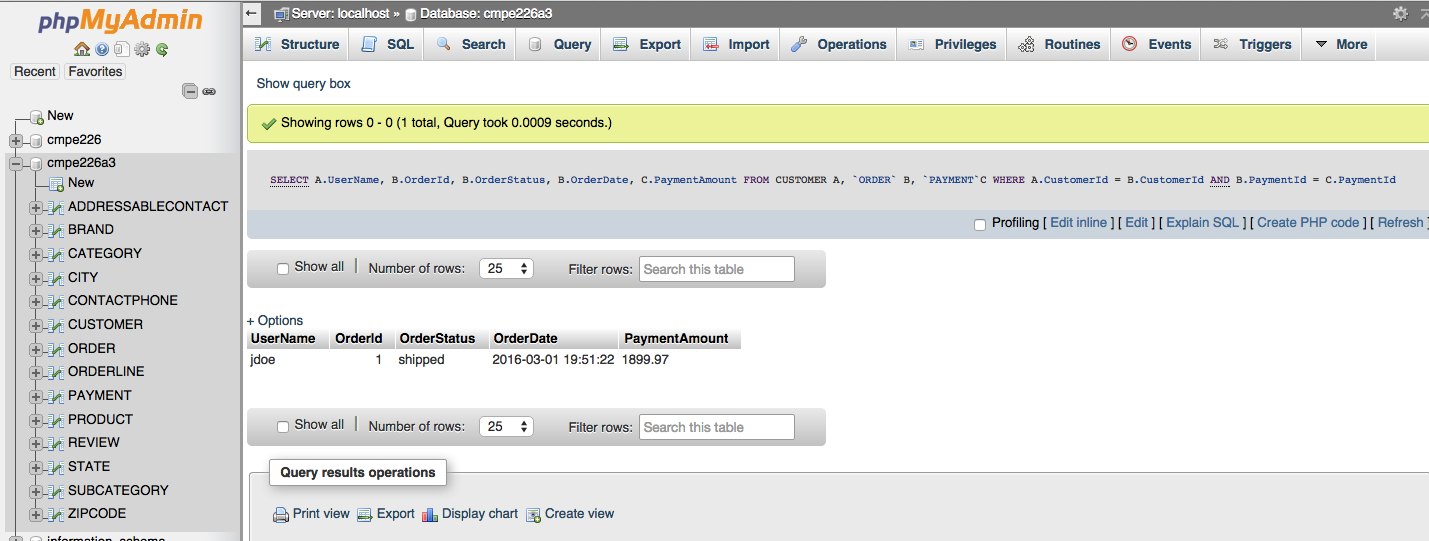 phpMyAdmin
Recent Favorites
New
cmpe226
cmpe226a3
New
ADDRESSABLECONTACT
BRAND
CATEGORY
CITY
CONTACTPHONE
CUSTOMER
ORDER
ORDERLINE
PAYMENT
PRODUCT
REVIEW
STATE
SUBCATEGORY
ZIPCODE
information_schema
Server: localhost » Database: cmpe226a3
Structure SQL Search Query Export Import Operations Privileges Routines Events Triggers More
Show query box
Showing rows 0 - 0 (1 total, Query took 0.0009 seconds.)
SELECT A.UserName, B.OrderId, B.OrderStatus, B.OrderDate, C.PaymentAmount FROM CUSTOMER A, `ORDER` B, `PAYMENT`C WHERE A.CustomerId = B.CustomerId AND B.PaymentId = C.PaymentId
Profiling [ Edit inline ] [ Edit ] [ Explain SQL ] [ Create PHP code ] [ Refresh ]
Show all | Number of rows: 25 Filter rows: Search this table
+ Options
UserName OrderId OrderStatus OrderDate PaymentAmount
jdoe 1 shipped 2016-03-01 19:51:22 1899.97
Show all | Number of rows: 25 Filter rows: Search this table
Query results operations
Print view Export Display chart Create view